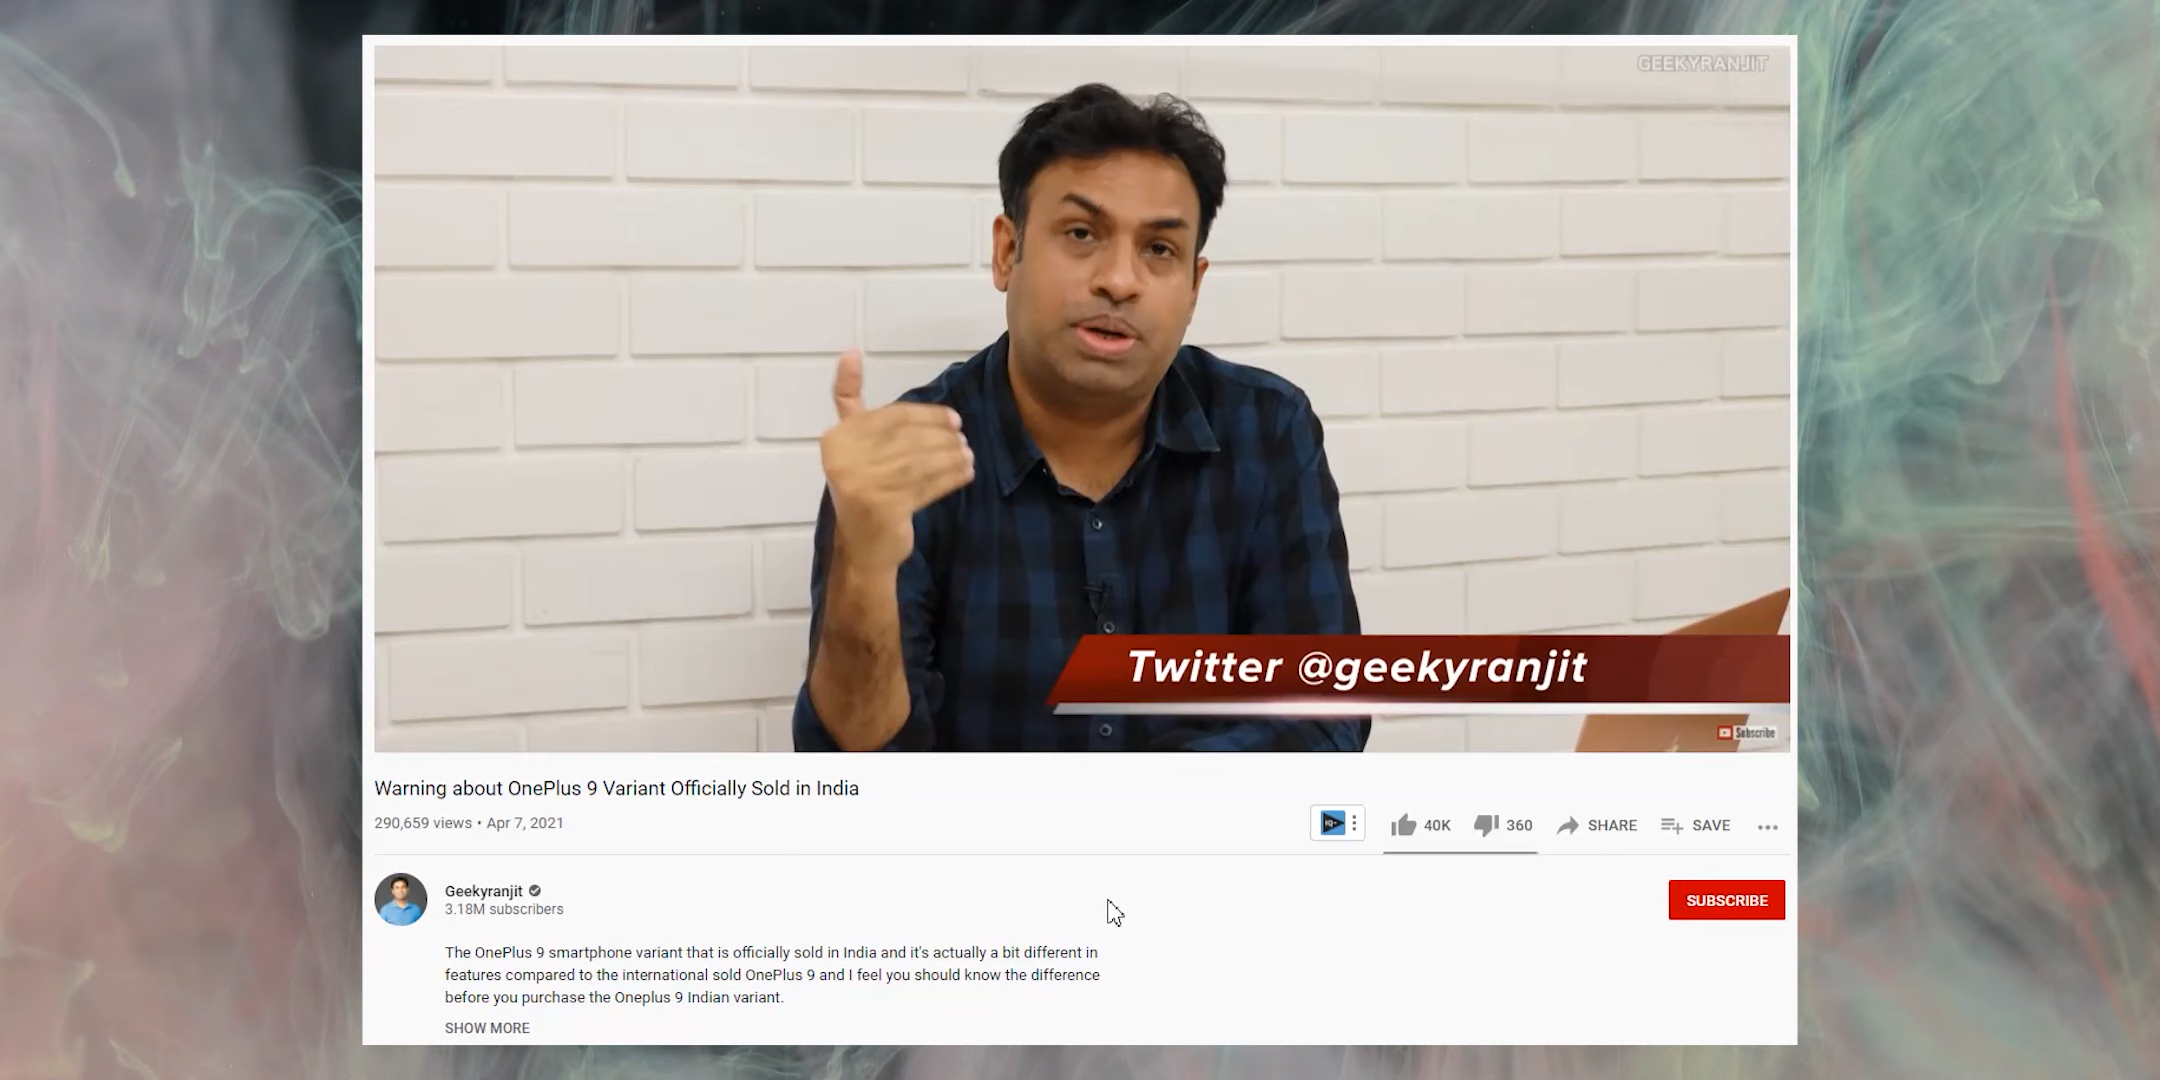 GEEKYRANJIT
Twitter @geekyranjit
Subscribe
Warning about OnePlus 9 Variant Officially Sold in India
290,659 views • Apr 7, 2021
40K
360
SHARE
SAVE
Geekyranjit
3.18M subscribers
SUBSCRIBE
The OnePlus 9 smartphone variant that is officially sold in India and it's actually a bit different in
features compared to the international sold OnePlus 9 and I feel you should know the difference
before you purchase the Oneplus 9 Indian variant.
SHOW MORE